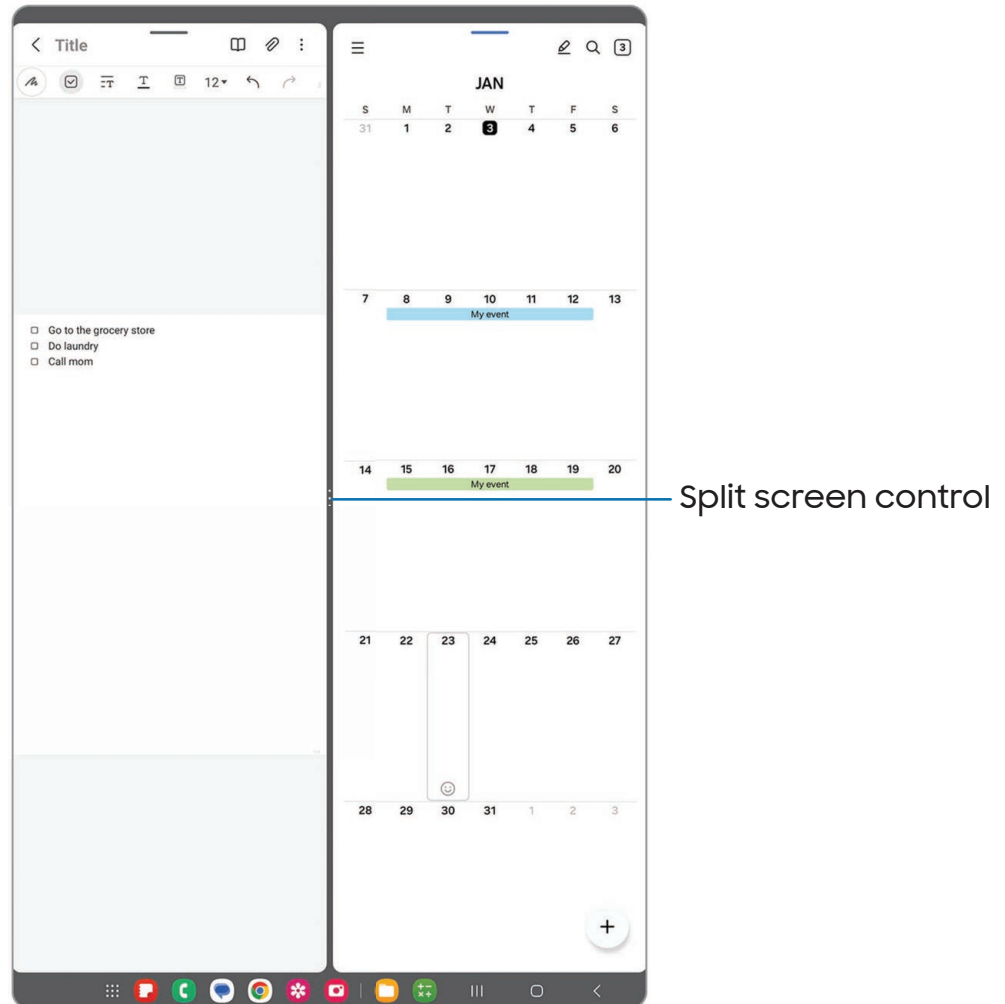 Title
12
JAN
S M T W T F S
31 1 2 3 4 5 6
7 8 9 10 11 12 13
My event
14 15 16 17 18 19 20
My event
21 22 23 24 25 26 27
28 29 30 31 1 2 3
3
Go to the grocery store
Do laundry
Call mom
Split screen control